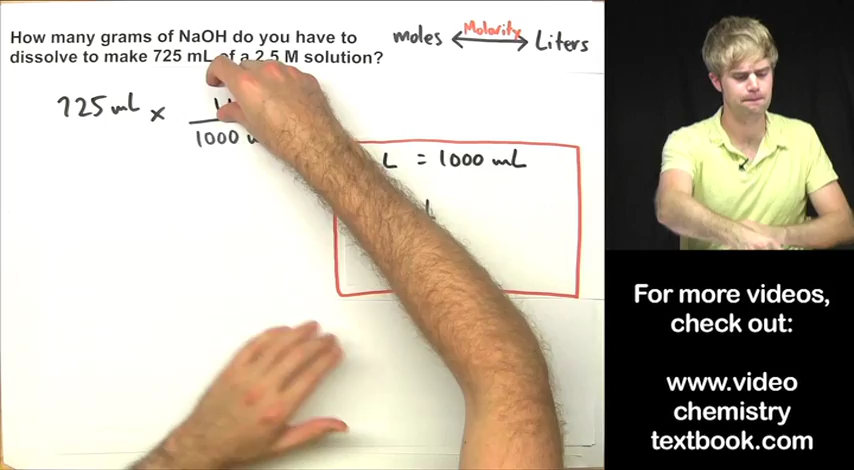 How many grams of NaOH do you have to
dissolve to make 725 mL of a 2.5 M solution?
moles Molarity Liters
725 mL x
1000
L = 1000 mL
For more videos,
check out:
www.video
chemistry
textbook.com